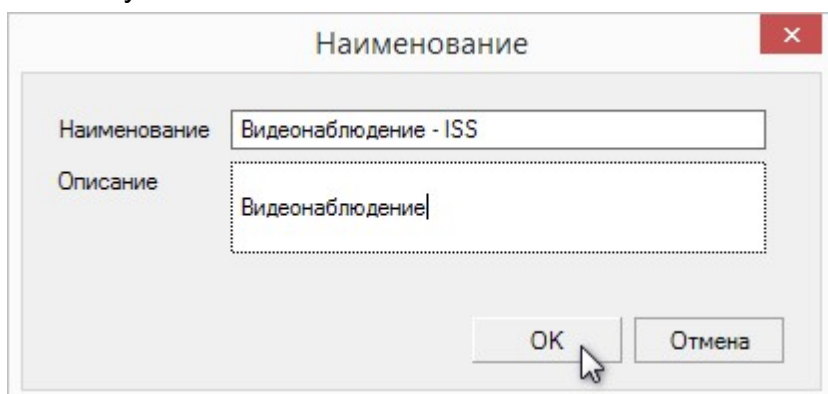 Наименование
Наименование Видеонаблюдение - ISS
Описание
Видеонаблюдение
OK Отмена